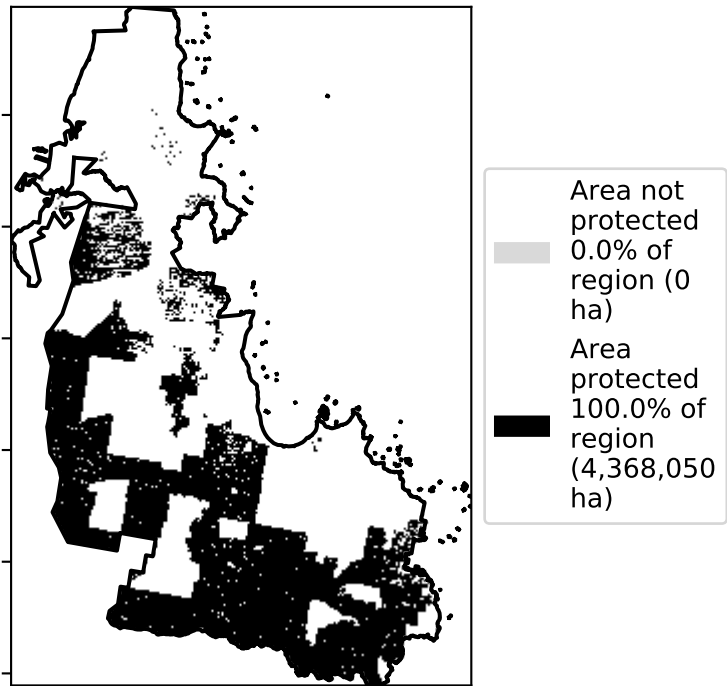 Area not
protected
0.0% of
region (0
ha)
Area
protected
100.0% of
region
(4,368,050
ha)